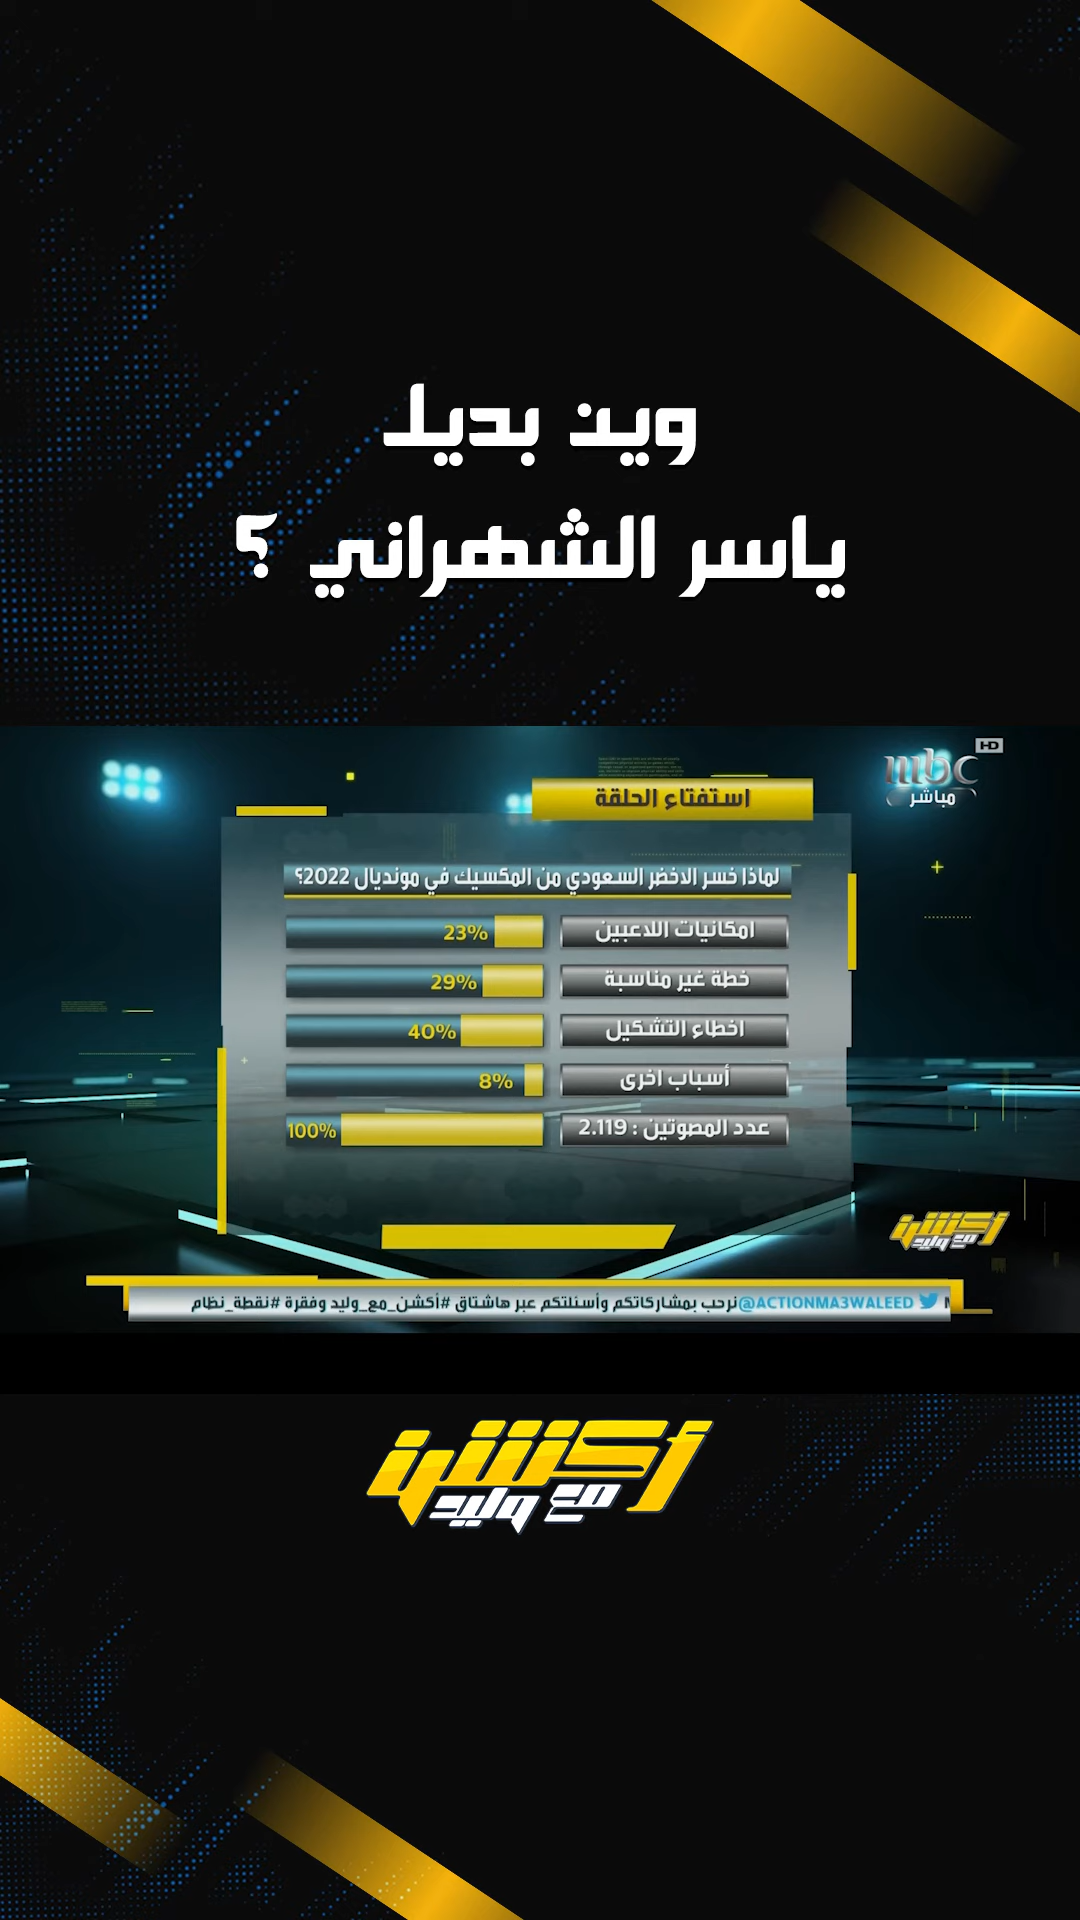 وين بديل
ياسر الشهراني ؟
HD
mbc
مباشر
استفتاء الحلقة
لماذا خسر الاخضر السعودي من المكسيك في مونديال 2022؟
امكانيات اللاعبين 23%
خطة غير مناسبة 29%
اخطاء التشكيل 40%
أسباب اخرى 8%
عدد المصوتين : 2.119 100%
أكشن
مع وليد
@ACTIONMA3WALEED نرحب بمشاركاتكم وأسئلتكم عبر هاشتاق #أكشن_مع_وليد وفقرة #نقطة_نظام
أكشن
مع وليد